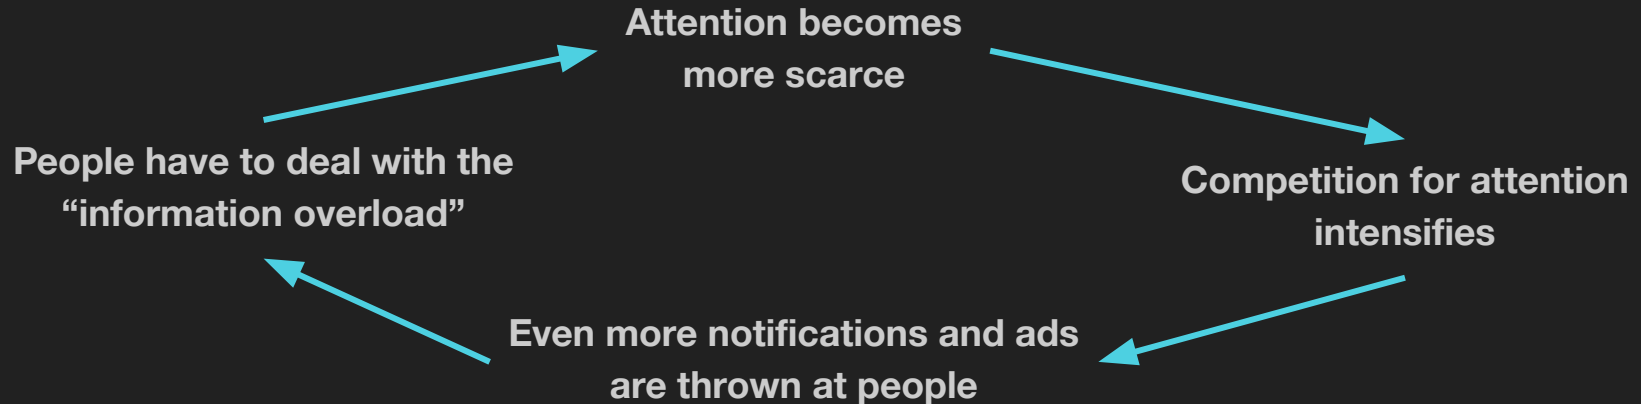 Attention becomes
more scarce
People have to deal with the
“information overload”
Competition for attention
intensifies
Even more notifications and ads
are thrown at people